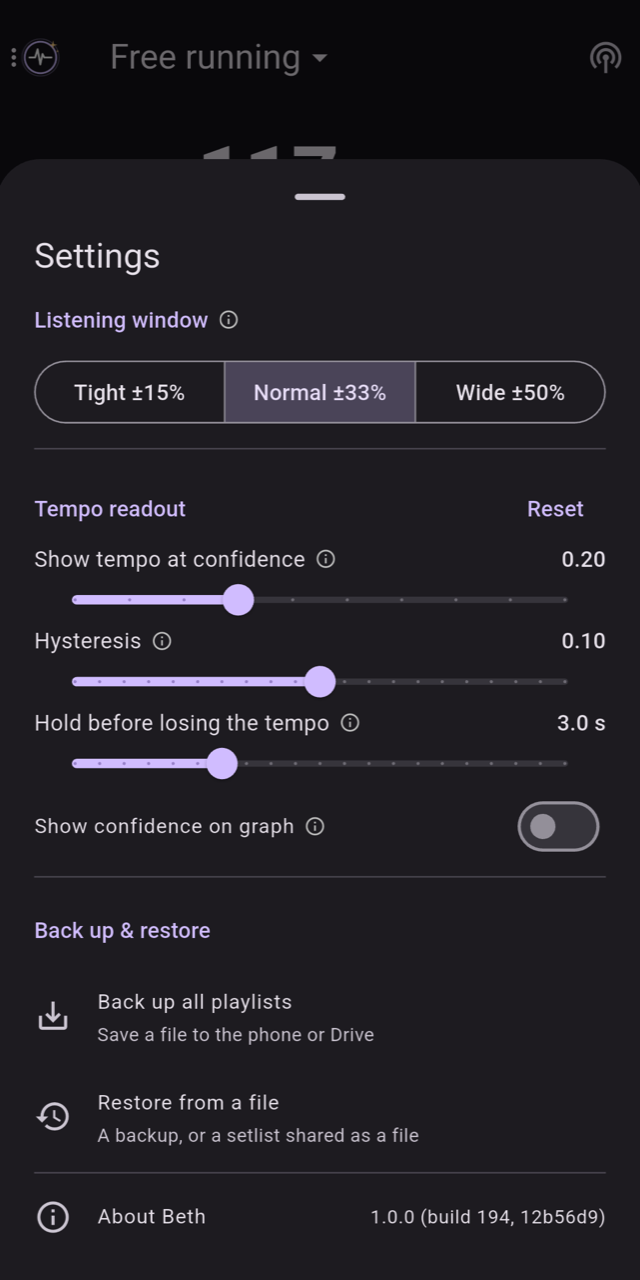 Free running
117
Settings
Listening window
Tight ±15% Normal ±33% Wide ±50%
Tempo readout Reset
Show tempo at confidence 0.20
Hysteresis 0.10
Hold before losing the tempo 3.0 s
Show confidence on graph
Back up & restore
Back up all playlists
Save a file to the phone or Drive
Restore from a file
A backup, or a setlist shared as a file
About Beth 1.0.0 (build 194, 12b56d9)